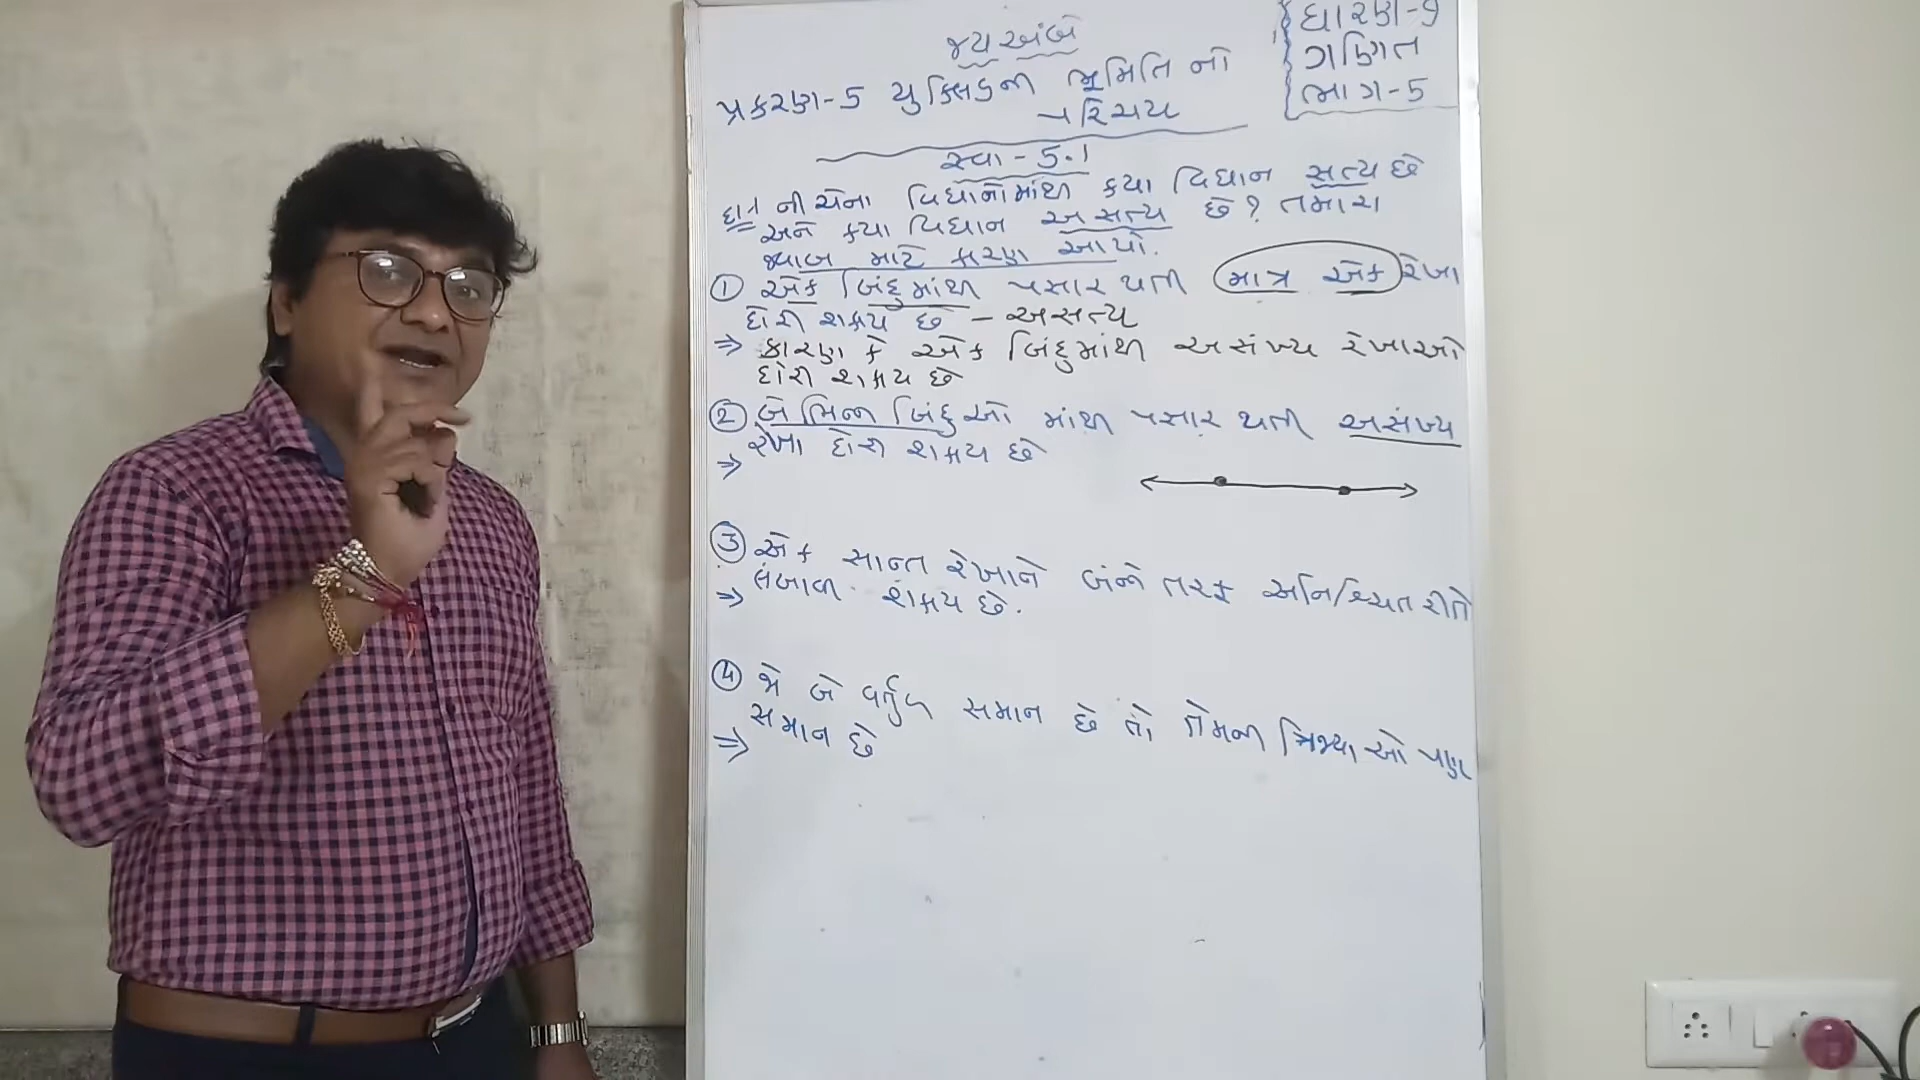 જય અંબે
ધોરણ-9
ગણિત
ભાગ-5
પ્રકરણ-5 યુક્લિડની ભૂમિતિ નો
પરિચય
સ્વા - 5.1
દા.1 નીચેના વિધાનોમાંથી કયા વિધાન સત્ય છે
અને કયા વિધાન અસત્ય છે? તમારા
જવાબ માટે કારણ આપો.
① એક બિંદુમાંથી પસાર થતી માત્ર એક રેખા
દોરી શકાય છે - અસત્ય
⇒ કારણ કે એક બિંદુમાંથી અસંખ્ય રેખાઓ
દોરી શકાય છે
② બે ભિન્ન બિંદુઓ માંથી પસાર થતી અસંખ્ય
રેખા દોરી શકાય છે
⇒
③ એક સાન્ત રેખાને બંને તરફ અનિશ્ચિત રીતે
લંબાવી શકાય છે.
⇒
④ જો બે વર્તુળ સમાન છે તો તેમની ત્રિજ્યાઓ પણ
સમાન છે
⇒